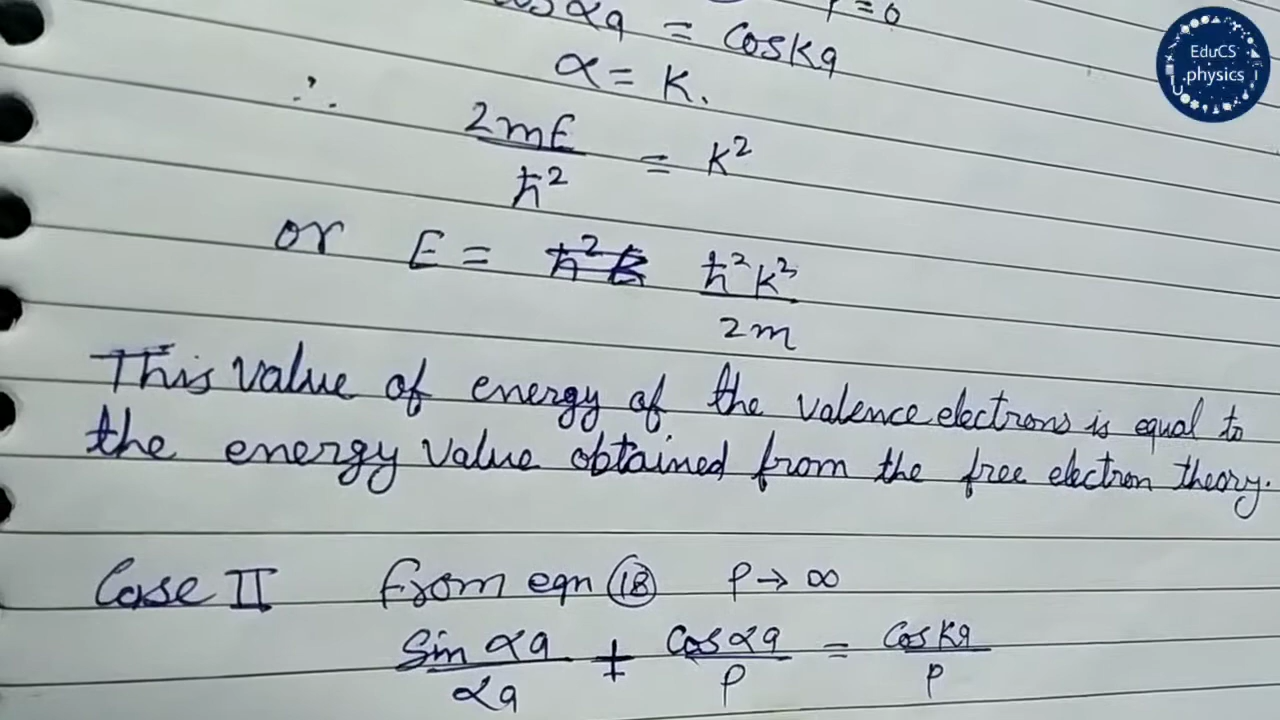 P = 0
cos αa = cos Ka
α = K.
∴ 2mE/ħ² = K²
or E = ħ²K²/2m
This value of energy of the valence electrons is equal to
the energy value obtained from the free electron theory.
Case II From eqn (18) P → ∞
Sin αa/αa + Cos αa/P = Cos Ka/P
EduCS
.physics